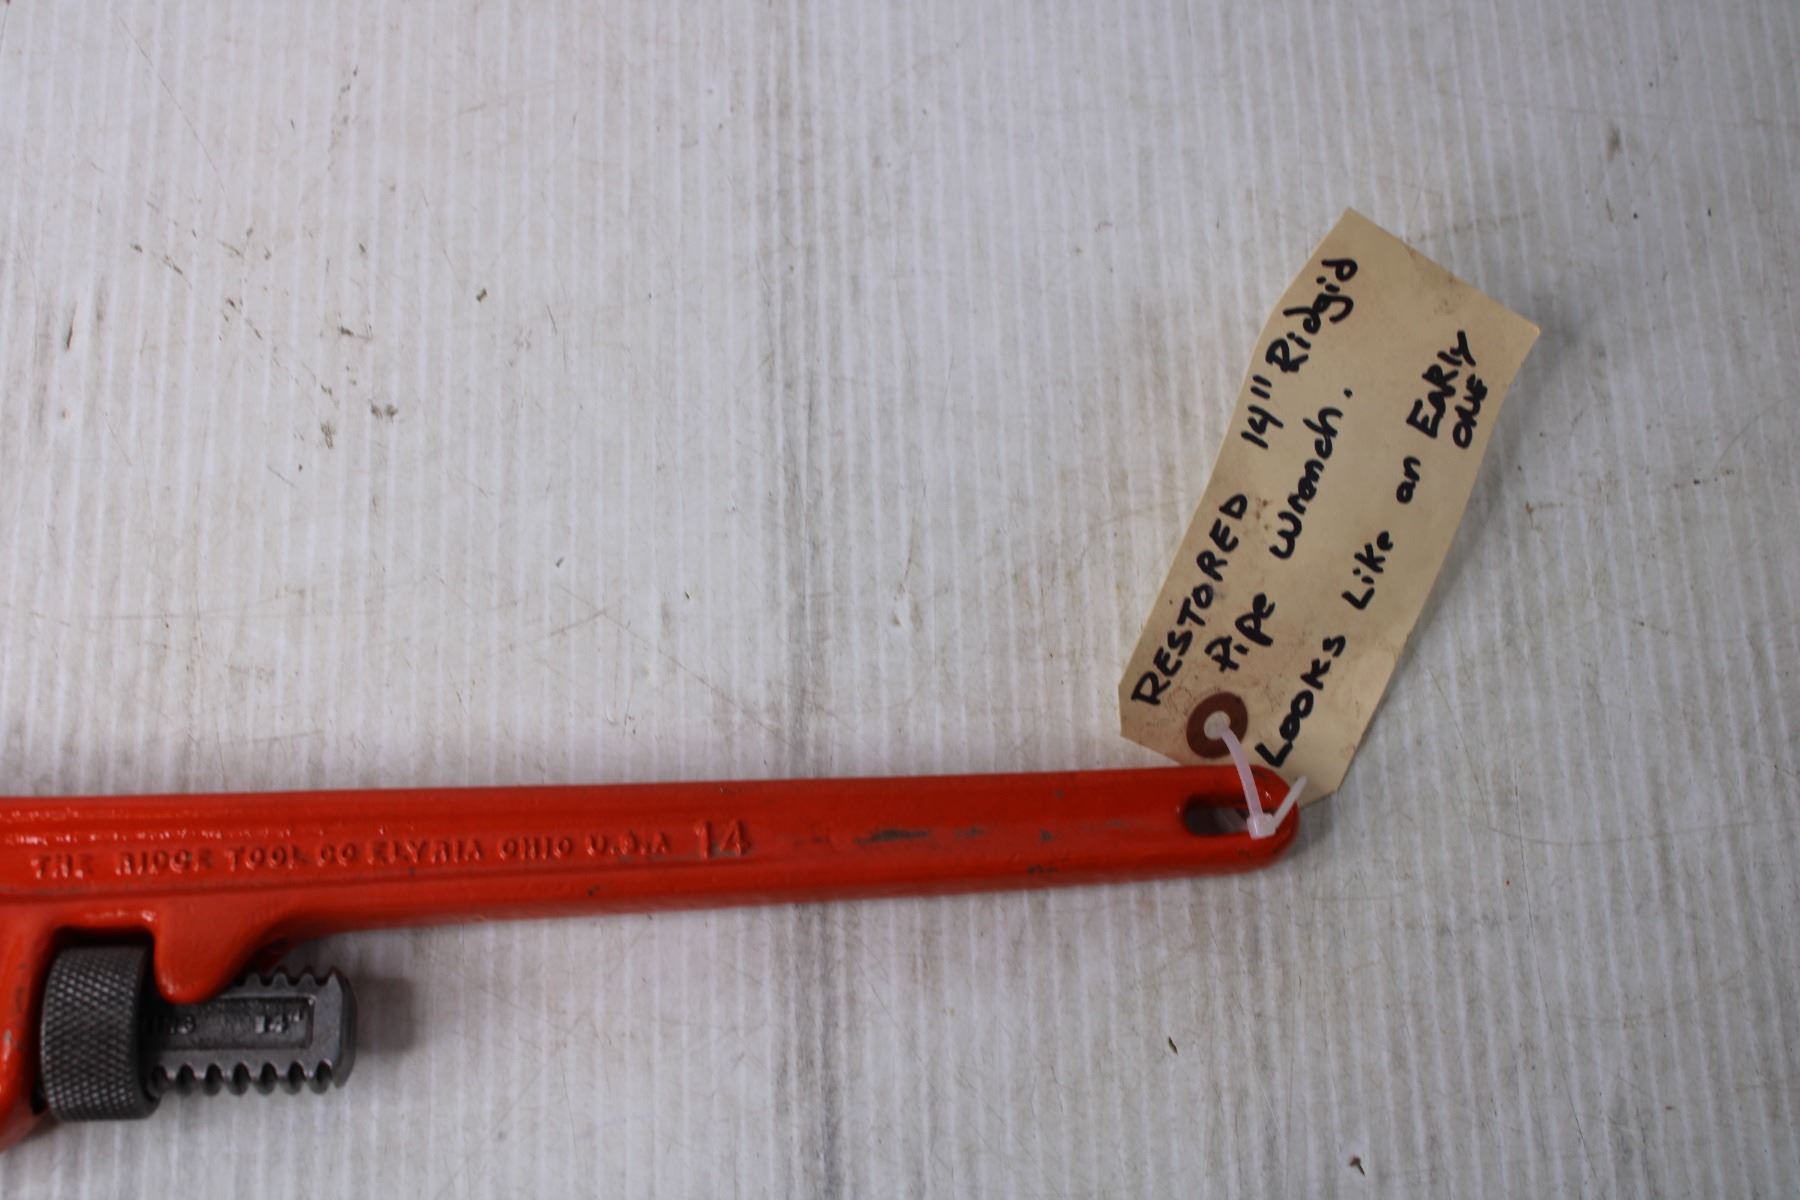 RESTORED 14" Ridgid
Pipe Wrench.
Looks Like an EARly
ONE
THE RIDGE TOOL CO ELYRIA OHIO U.S.A 14
14"